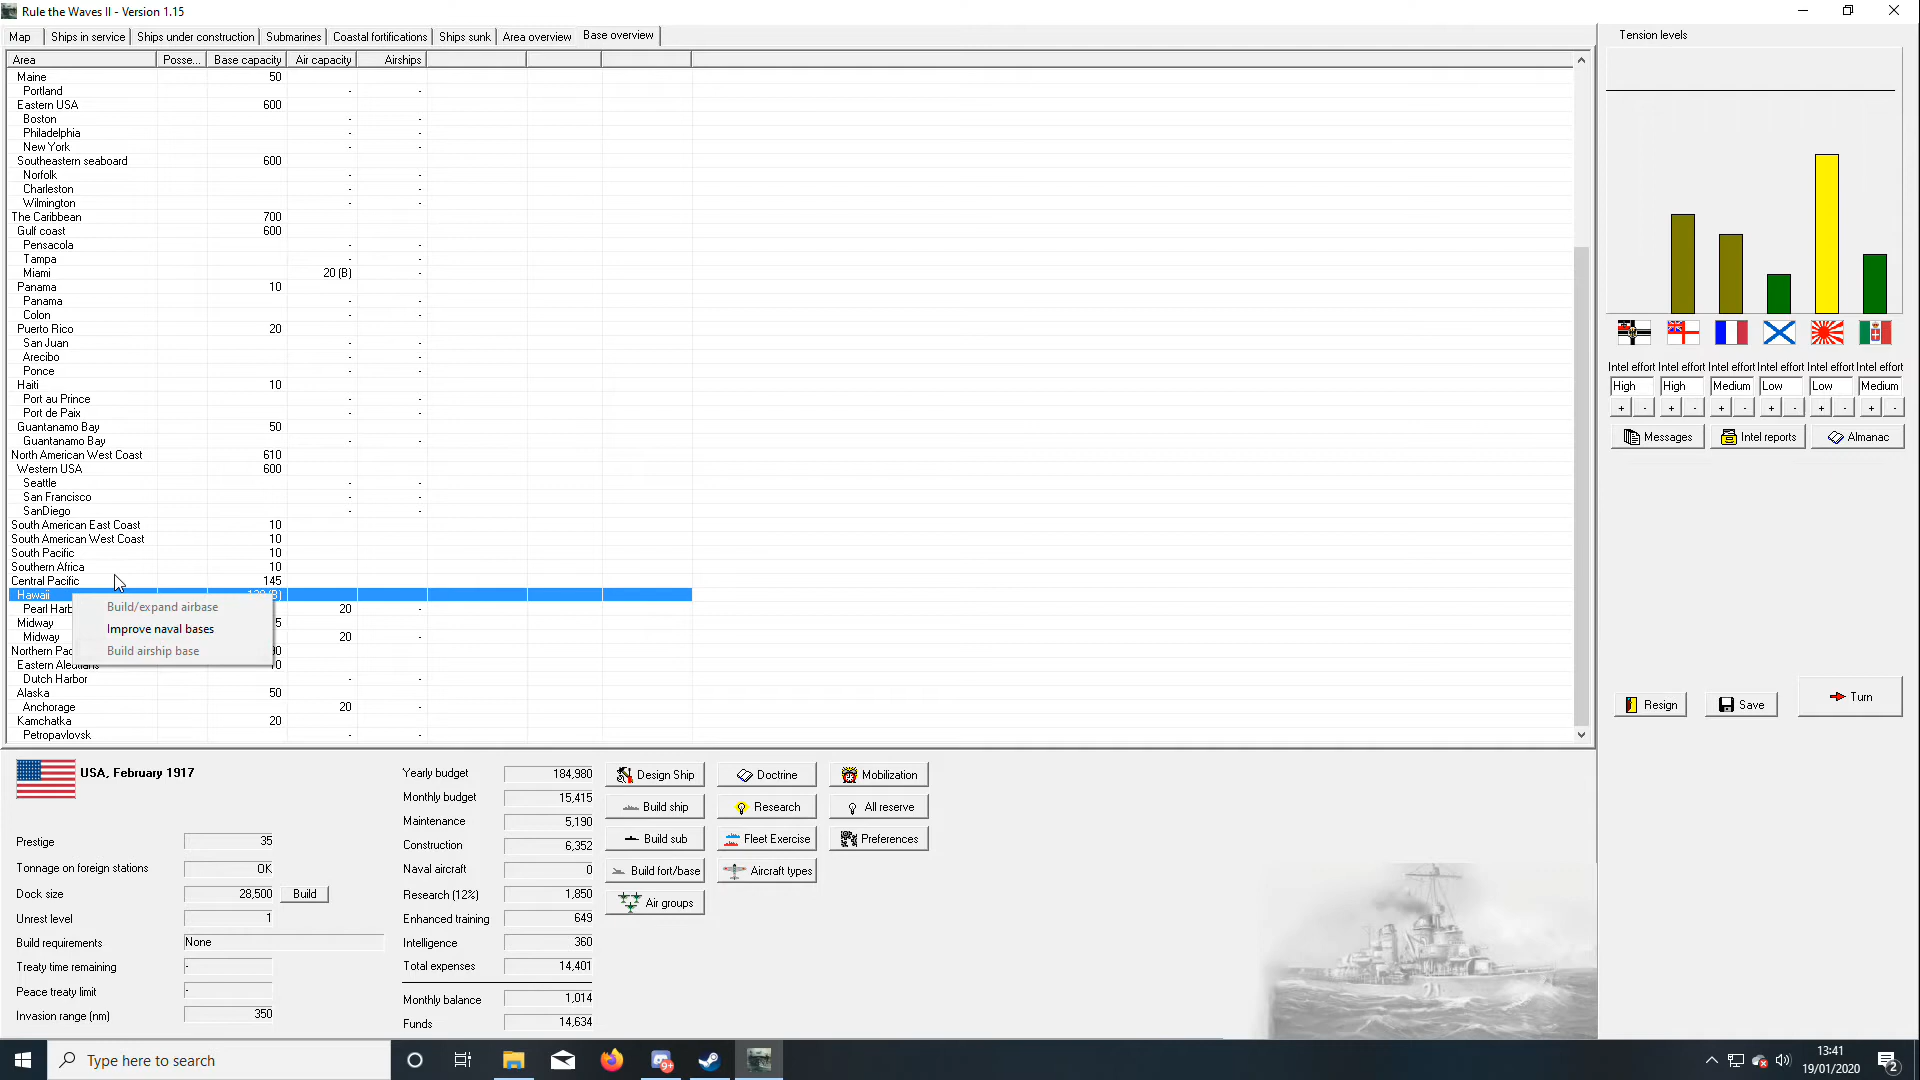 Rule the Waves II - Version 1.15
Map Ships in service Ships under construction Submarines Coastal fortifications Ships sunk Area overview Base overview
Area Posse... Base capacity Air capacity Airships
Maine 50
Portland - -
Eastern USA 600
Boston - -
Philadelphia - -
New York - -
Southeastern seaboard 600
Norfolk - -
Charleston - -
Wilmington - -
The Caribbean 700
Gulf coast 600
Pensacola - -
Tampa - -
Miami 20 (B) -
Panama 10
Panama - -
Colon - -
Puerto Rico 20
San Juan - -
Arecibo - -
Ponce - -
Haiti 10
Port au Prince - -
Port de Paix - -
Guantanamo Bay 50
Guantanamo Bay - -
North American West Coast 610
Western USA 600
Seattle - -
San Francisco - -
SanDiego - -
South American East Coast 10
South American West Coast 10
South Pacific 10
Southern Africa 10
Central Pacific 145
Hawaii
Pearl Harb 20 -
Midway 5
Midway 20 -
Northern Pac
Eastern Aleutians
Dutch Harbor - -
Alaska 50
Anchorage 20 -
Kamchatka 20
Petropavlovsk - -
Build/expand airbase
Improve naval bases
Build airship base
Tension levels
Intel effort Intel effort Intel effort Intel effort Intel effort Intel effort
High High Medium Low Low Medium
+ - + - + - + - + - + -
Messages Intel reports Almanac
Resign Save Turn
USA, February 1917
Prestige 35
Tonnage on foreign stations OK
Dock size 28,500 Build
Unrest level 1
Build requirements None
Treaty time remaining -
Peace treaty limit -
Invasion range (nm) 350
Yearly budget 184,980
Monthly budget 15,415
Maintenance 5,190
Construction 6,352
Naval aircraft 0
Research (12%) 1,850
Enhanced training 649
Intelligence 360
Total expenses 14,401
Monthly balance 1,014
Funds 14,634
Design Ship Doctrine Mobilization
Build ship Research All reserve
Build sub Fleet Exercise Preferences
Build fort/base Aircraft types
Air groups
Type here to search
9+
13:41
19/01/2020
2